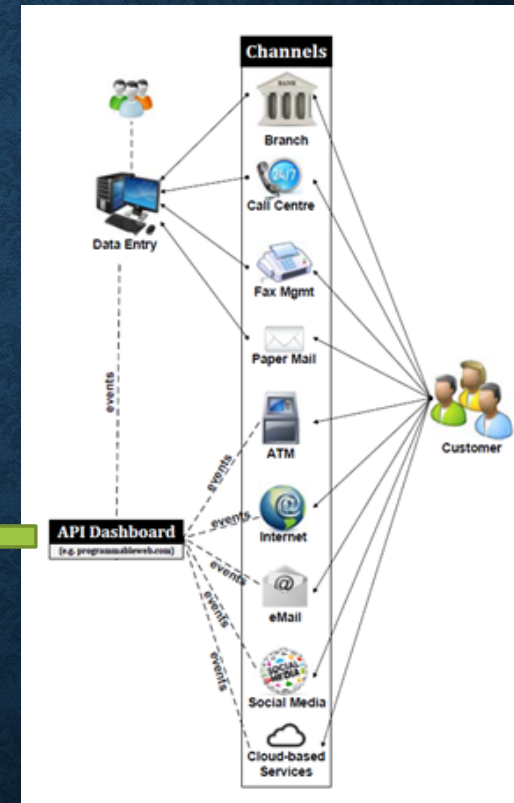 Channels
BANK
Branch
24/7
Call Centre
Data Entry
Fax Mgmt
Paper Mail
events
ATM
Customer
events
API Dashboard
(e.g. programmableweb.com)
events
Internet
events
@
eMail
events
SOCIAL
MEDIA
Social Media
events
Cloud-based
Services